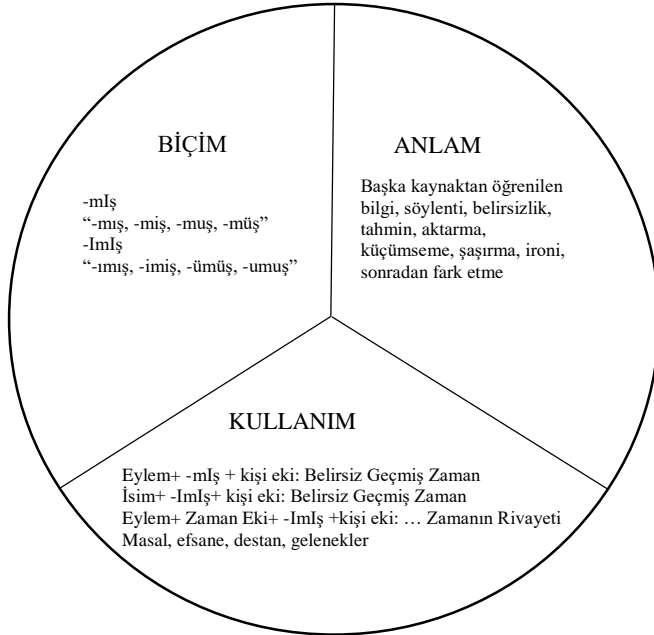 BİÇİM
-mIş
“-mış, -miş, -muş, -müş”
-ImIş
“-ımış, -imiş, -ümüş, -umuş”
ANLAM
Başka kaynaktan öğrenilen
bilgi, söylenti, belirsizlik,
tahmin, aktarma,
küçümseme, şaşırma, ironi,
sonradan fark etme
KULLANIM
Eylem+ -mIş + kişi eki: Belirsiz Geçmiş Zaman
İsim+ -ImIş+ kişi eki: Belirsiz Geçmiş Zaman
Eylem+ Zaman Eki+ -ImIş +kişi eki: … Zamanın Rivayeti
Masal, efsane, destan, gelenekler